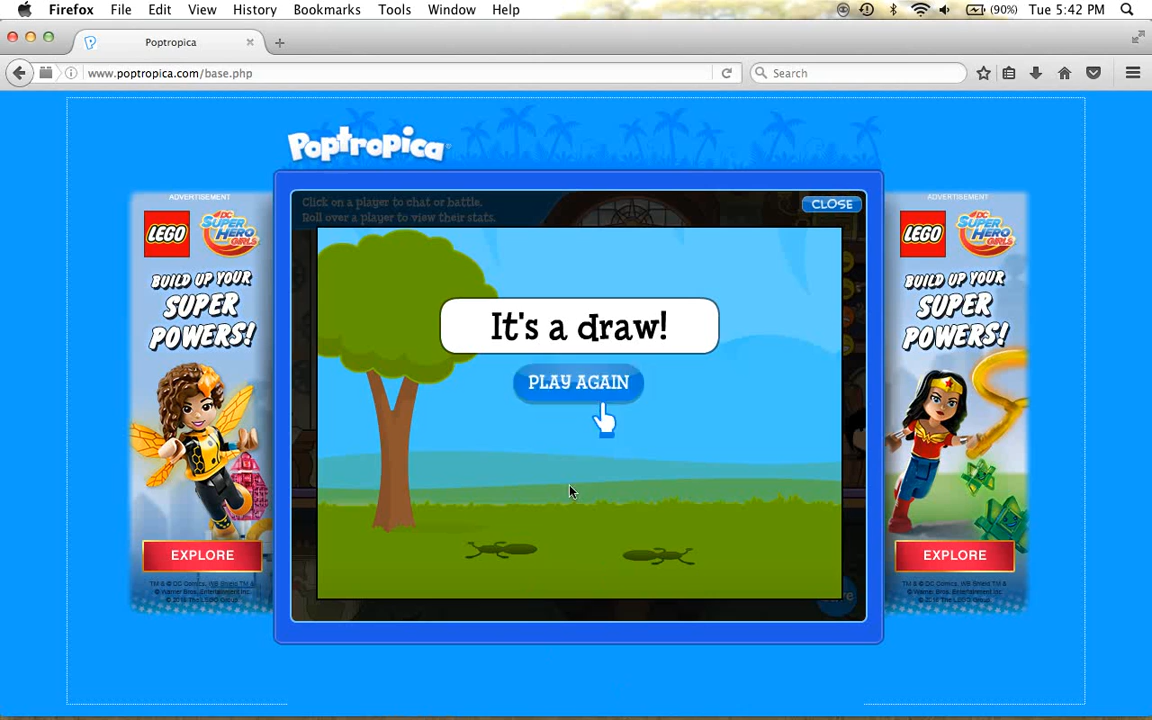 Firefox File Edit View History Bookmarks Tools Window Help (90%) Tue 5:42 PM
Poptropica
www.poptropica.com/base.php Search
Poptropica
ADVERTISEMENT
LEGO DC SUPER HERO GIRLS
BUILD UP YOUR
SUPER
POWERS!
EXPLORE
Click on a player to chat or battle.
Roll over a player to view their stats.
CLOSE
It's a draw!
PLAY AGAIN
ADVERTISEMENT
LEGO DC SUPER HERO GIRLS
BUILD UP YOUR
SUPER
POWERS!
EXPLORE